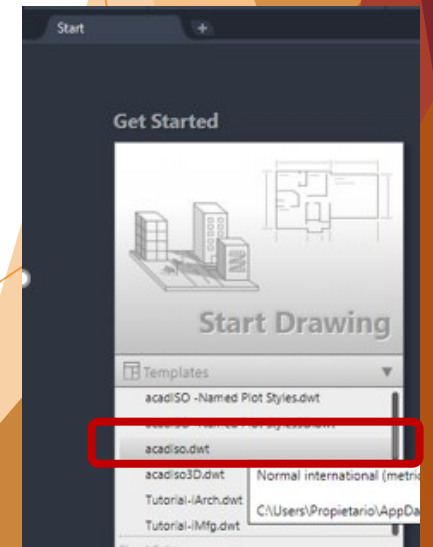 Start
+
Get Started
Start Drawing
Templates
acadISO -Named Plot Styles.dwt
acadiso.dwt
acadiso3D.dwt
Normal international (metric
Tutorial-iArch.dwt
C:\Users\Propietario\AppDa
Tutorial-iMfg.dwt